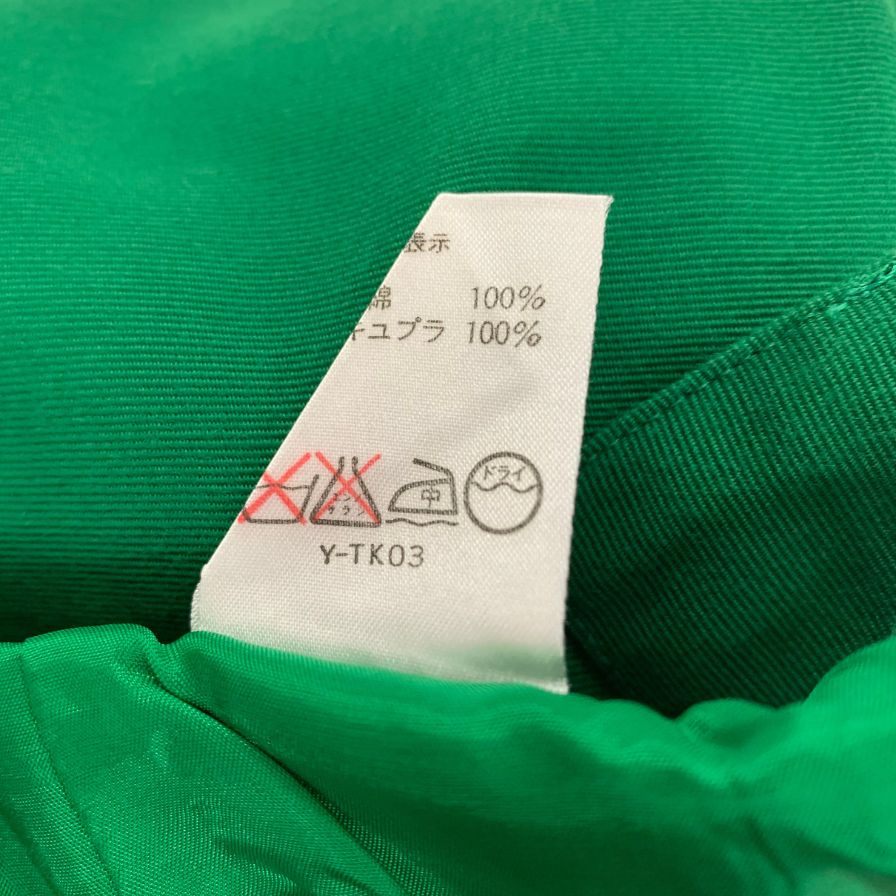 表示
綿 100%
キュプラ 100%
中
ドライ
Y-TK03